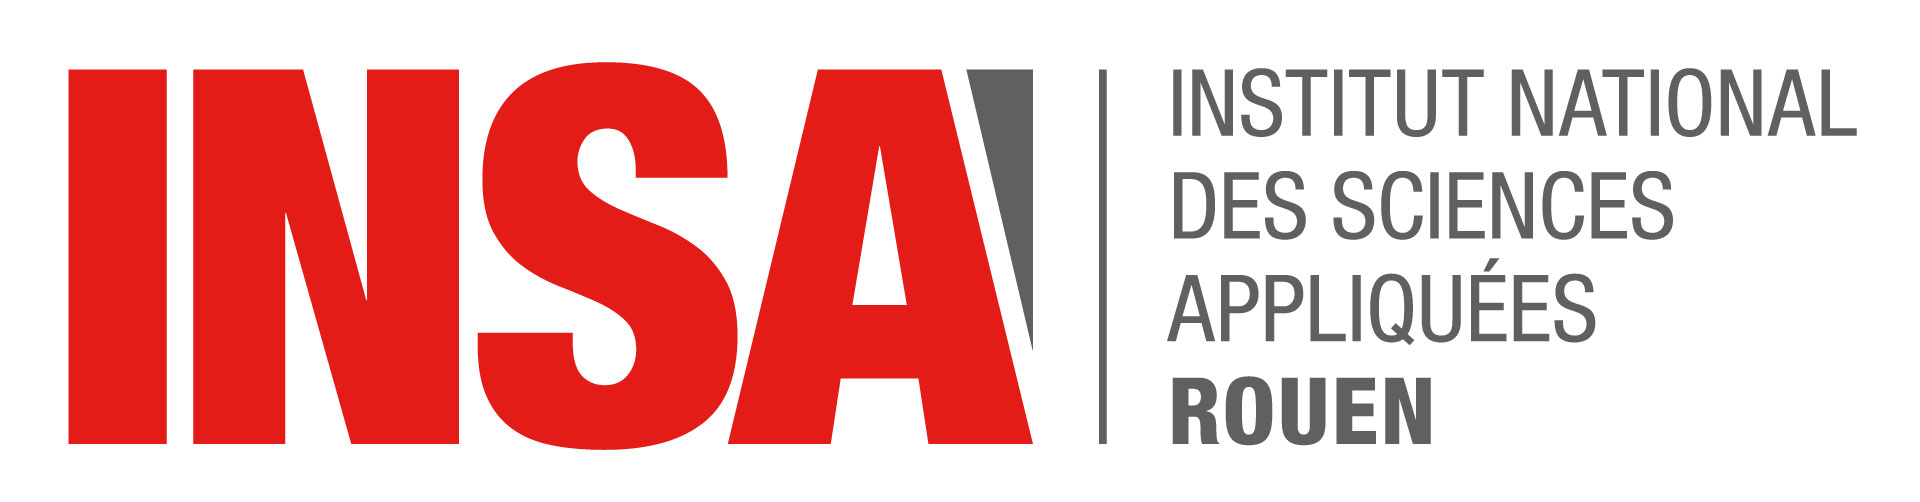 INSA
INSTITUT NATIONAL
DES SCIENCES
APPLIQUÉES
ROUEN